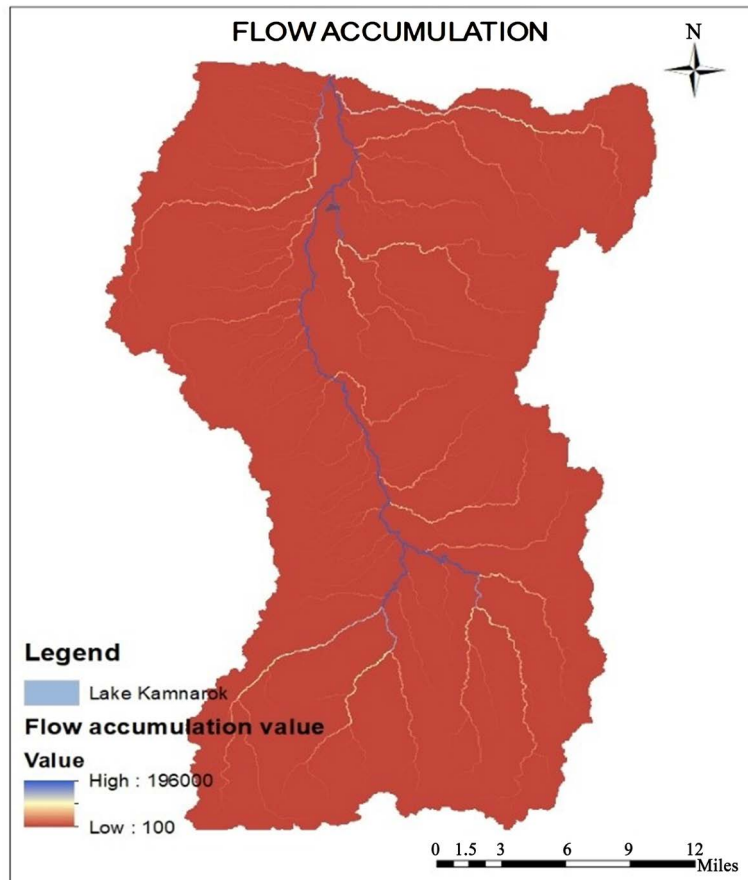 FLOW ACCUMULATION
N
Legend
Lake Kamnarok
Flow accumulation value
Value
High : 196000
Low : 100
0 1.5 3 6 9 12
Miles